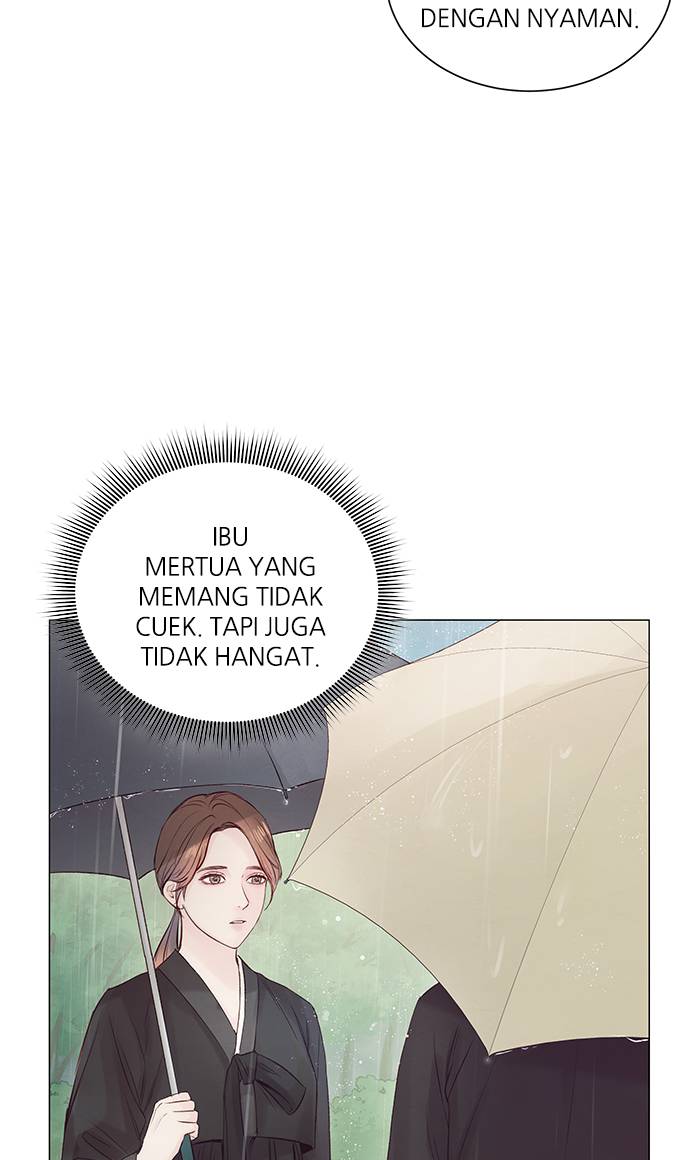 DENGAN NYAMAN.
IBU
MERTUA YANG
MEMANG TIDAK
CUEK. TAPI JUGA
TIDAK HANGAT.